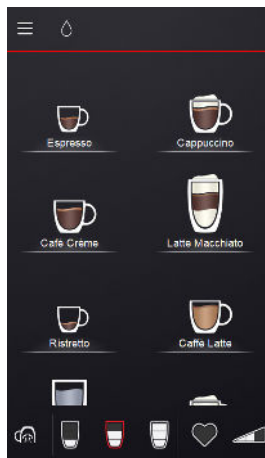 Espresso
Cappuccino
Café Crème
Latte Macchiato
Ristretto
Caffè Latte